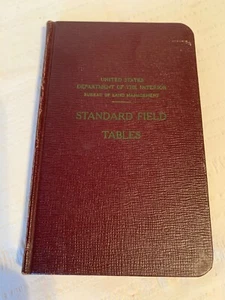 UNITED STATES
DEPARTMENT OF THE INTERIOR
BUREAU OF LAND MANAGEMENT
STANDARD FIELD
TABLES